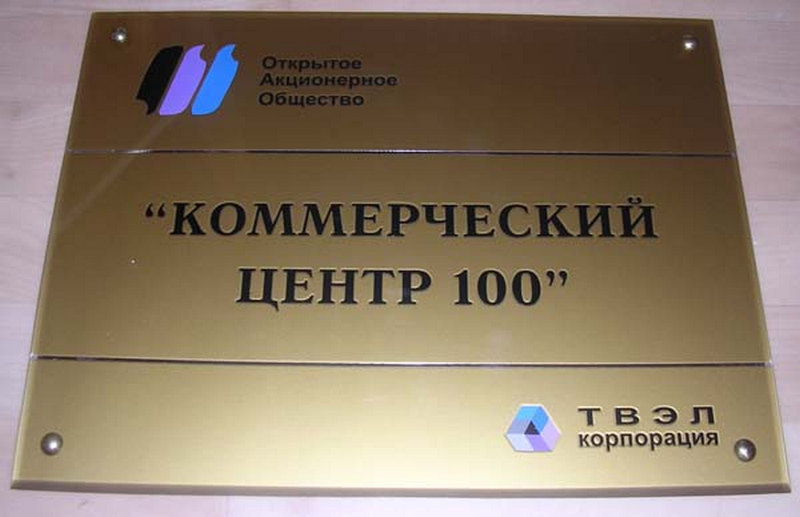 Открытое
Акционерное
Общество
“КОММЕРЧЕСКИЙ
ЦЕНТР 100”
ТВЭЛ
корпорация